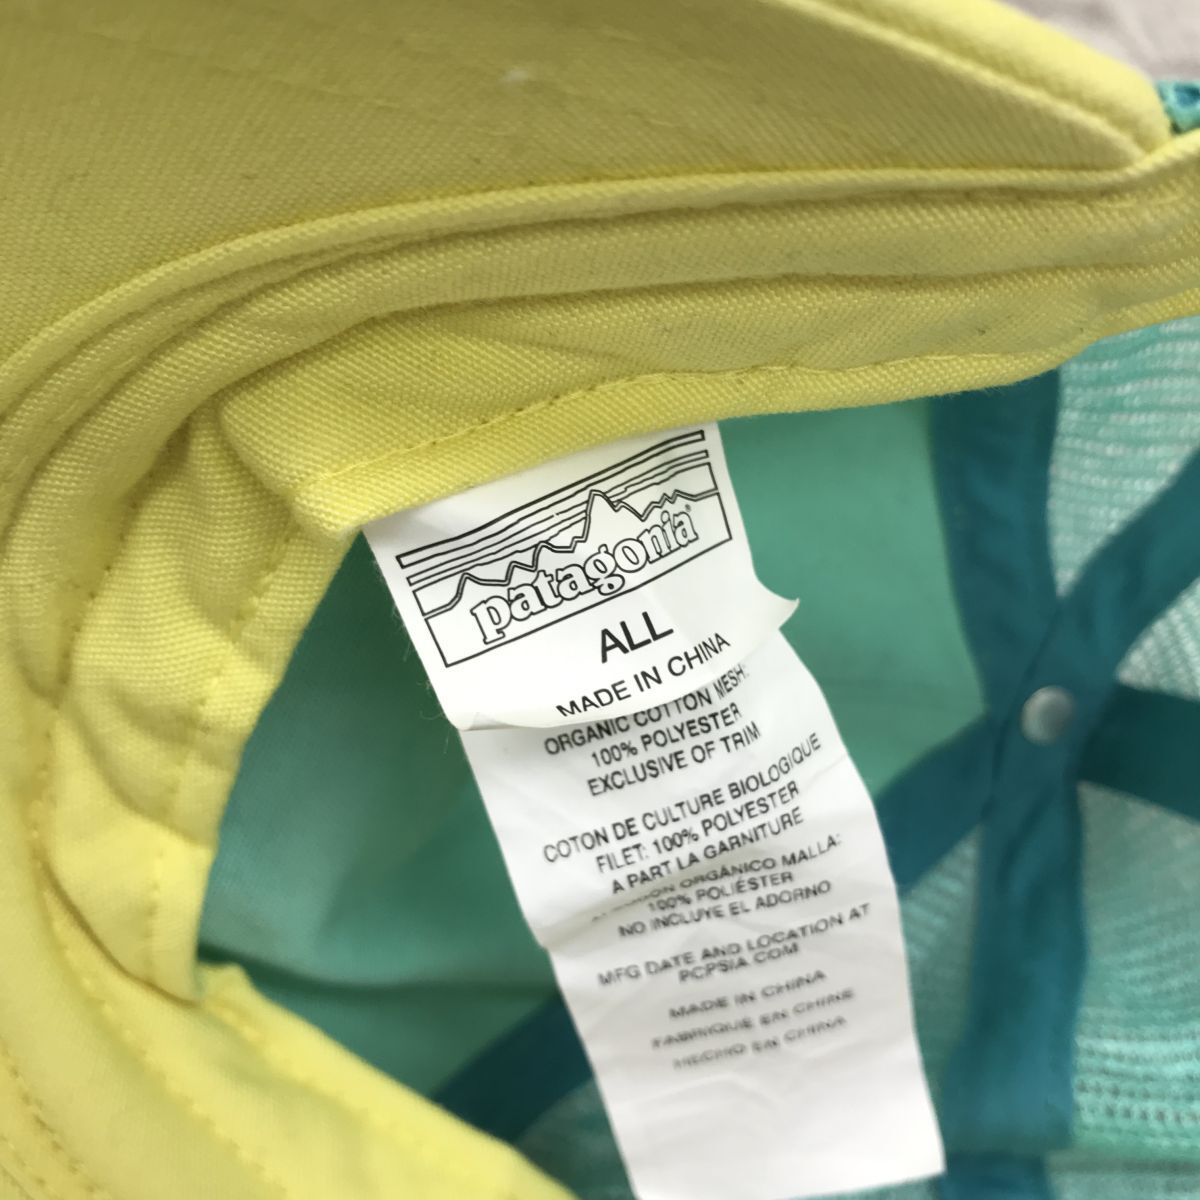 patagonia
ALL
MADE IN CHINA
ORGANIC COTTON MESH:
100% POLYESTER
EXCLUSIVE OF TRIM
COTON DE CULTURE BIOLOGIQUE
FILET: 100% POLYESTER
A PART LA GARNITURE
ALGODÓN ORGÁNICO MALLA:
100% POLIÉSTER
NO INCLUYE EL ADORNO
MFG DATE AND LOCATION AT
PCPSIA.COM
MADE IN CHINA
FABRIQUÉ EN CHINE
HECHO EN CHINA